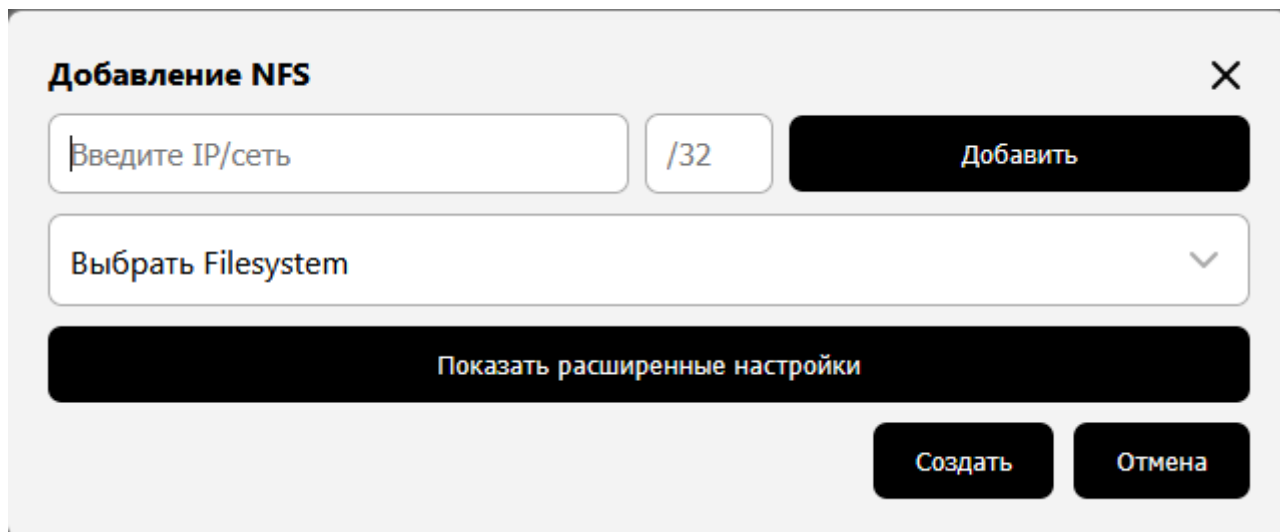 Добавление NFS
Введите IP/сеть /32 Добавить
Выбрать Filesystem
Показать расширенные настройки
Создать Отмена